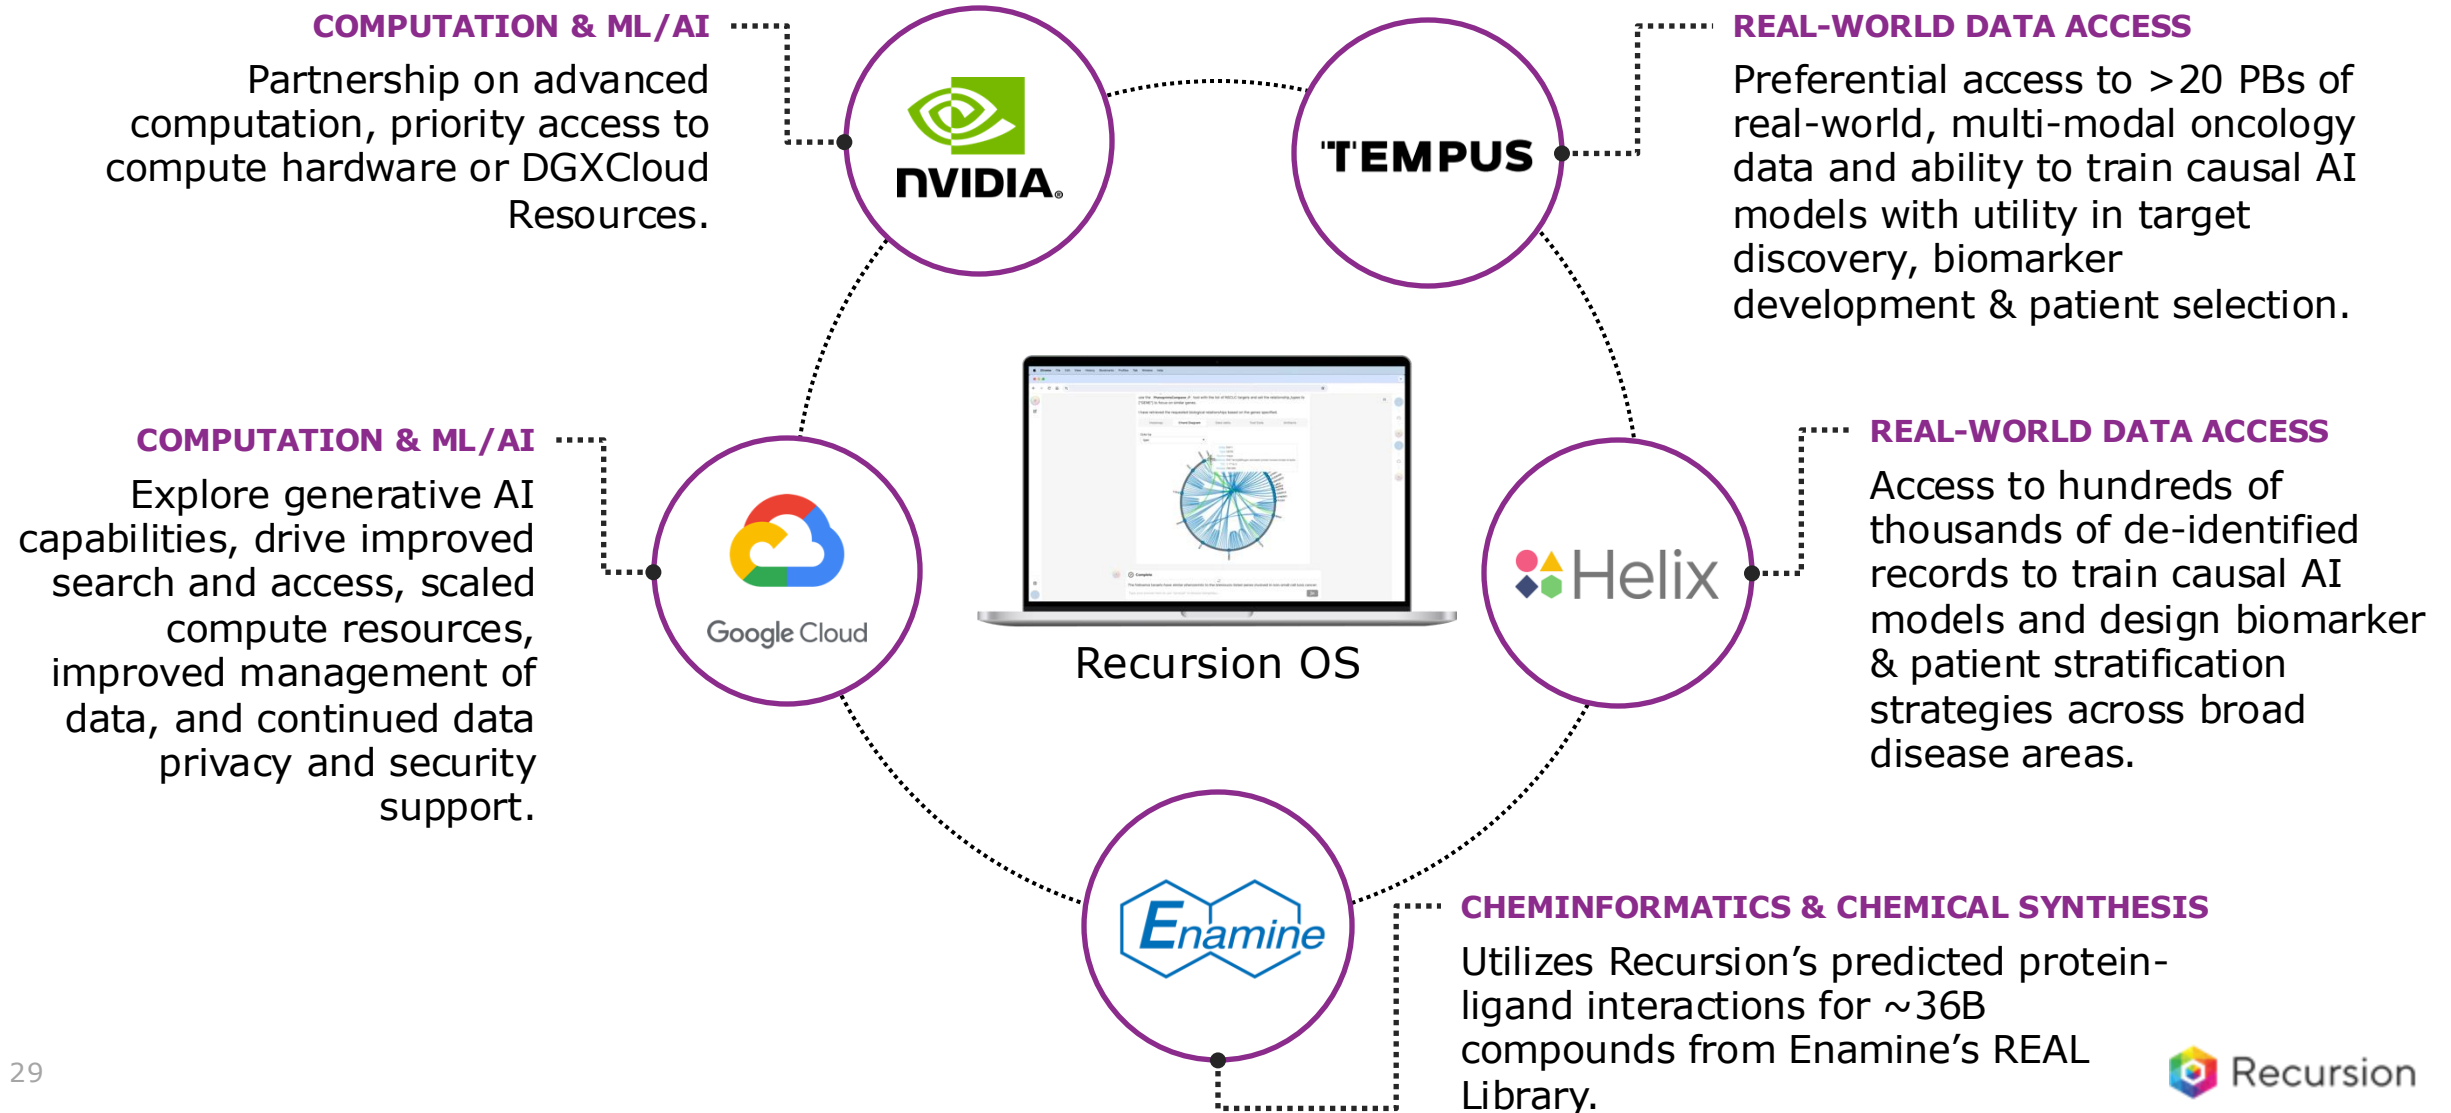 COMPUTATION & ML/AI
Partnership on advanced
computation, priority access to
compute hardware or DGXCloud
Resources.
NVIDIA®
TEMPUS
REAL-WORLD DATA ACCESS
Preferential access to >20 PBs of
real-world, multi-modal oncology
data and ability to train causal AI
models with utility in target
discovery, biomarker
development & patient selection.
COMPUTATION & ML/AI
Explore generative AI
capabilities, drive improved
search and access, scaled
compute resources,
improved management of
data, and continued data
privacy and security
support.
Google Cloud
Recursion OS
Helix
REAL-WORLD DATA ACCESS
Access to hundreds of
thousands of de-identified
records to train causal AI
models and design biomarker
& patient stratification
strategies across broad
disease areas.
Enamine
CHEMINFORMATICS & CHEMICAL SYNTHESIS
Utilizes Recursion’s predicted protein-
ligand interactions for ~36B
compounds from Enamine’s REAL
Library.
29
Recursion